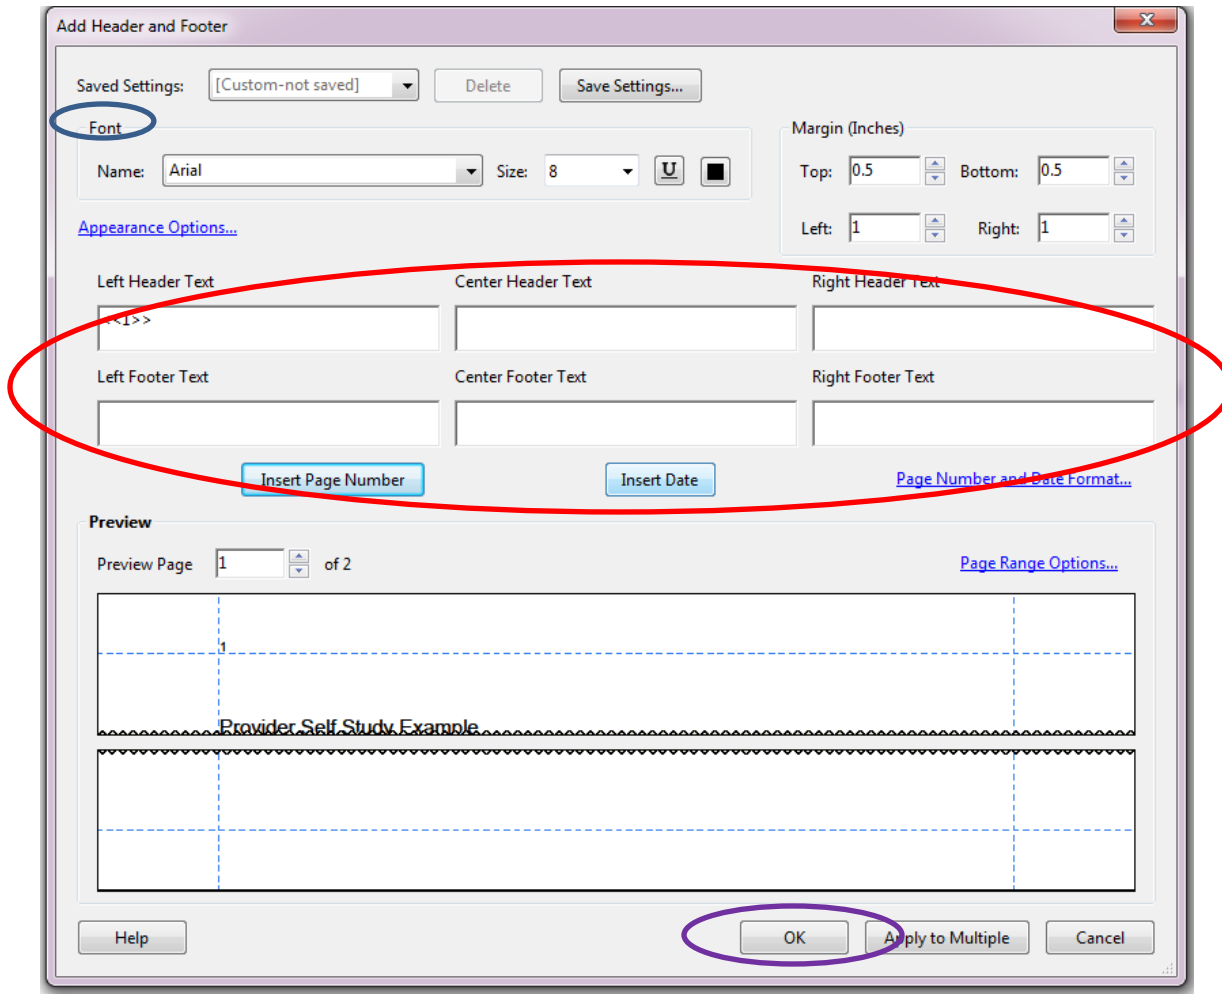 Add Header and Footer
Saved Settings: [Custom-not saved] Delete Save Settings...
Font Margin (Inches)
Name: Arial Size: 8 U Top: 0.5 Bottom: 0.5
Appearance Options... Left: 1 Right: 1
Left Header Text Center Header Text Right Header Text
<<1>>
Left Footer Text Center Footer Text Right Footer Text
Insert Page Number Insert Date Page Number and Date Format...
Preview
Preview Page 1 of 2 Page Range Options...
1
Provider Self Study Example
Help OK Apply to Multiple Cancel